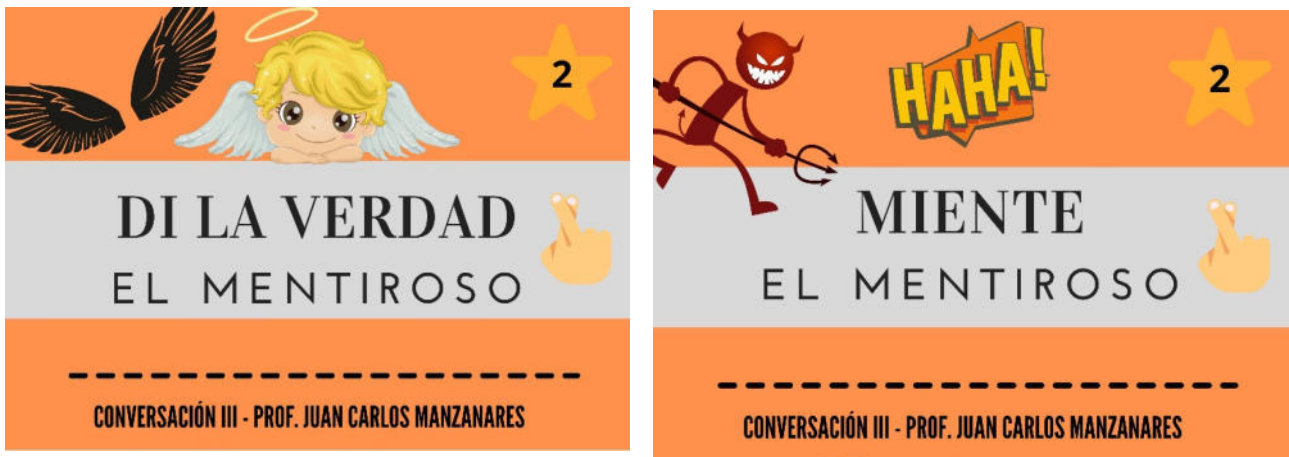 2
DI LA VERDAD
EL MENTIROSO
CONVERSACIÓN III - PROF. JUAN CARLOS MANZANARES
HAHA!
2
MIENTE
EL MENTIROSO
CONVERSACIÓN III - PROF. JUAN CARLOS MANZANARES